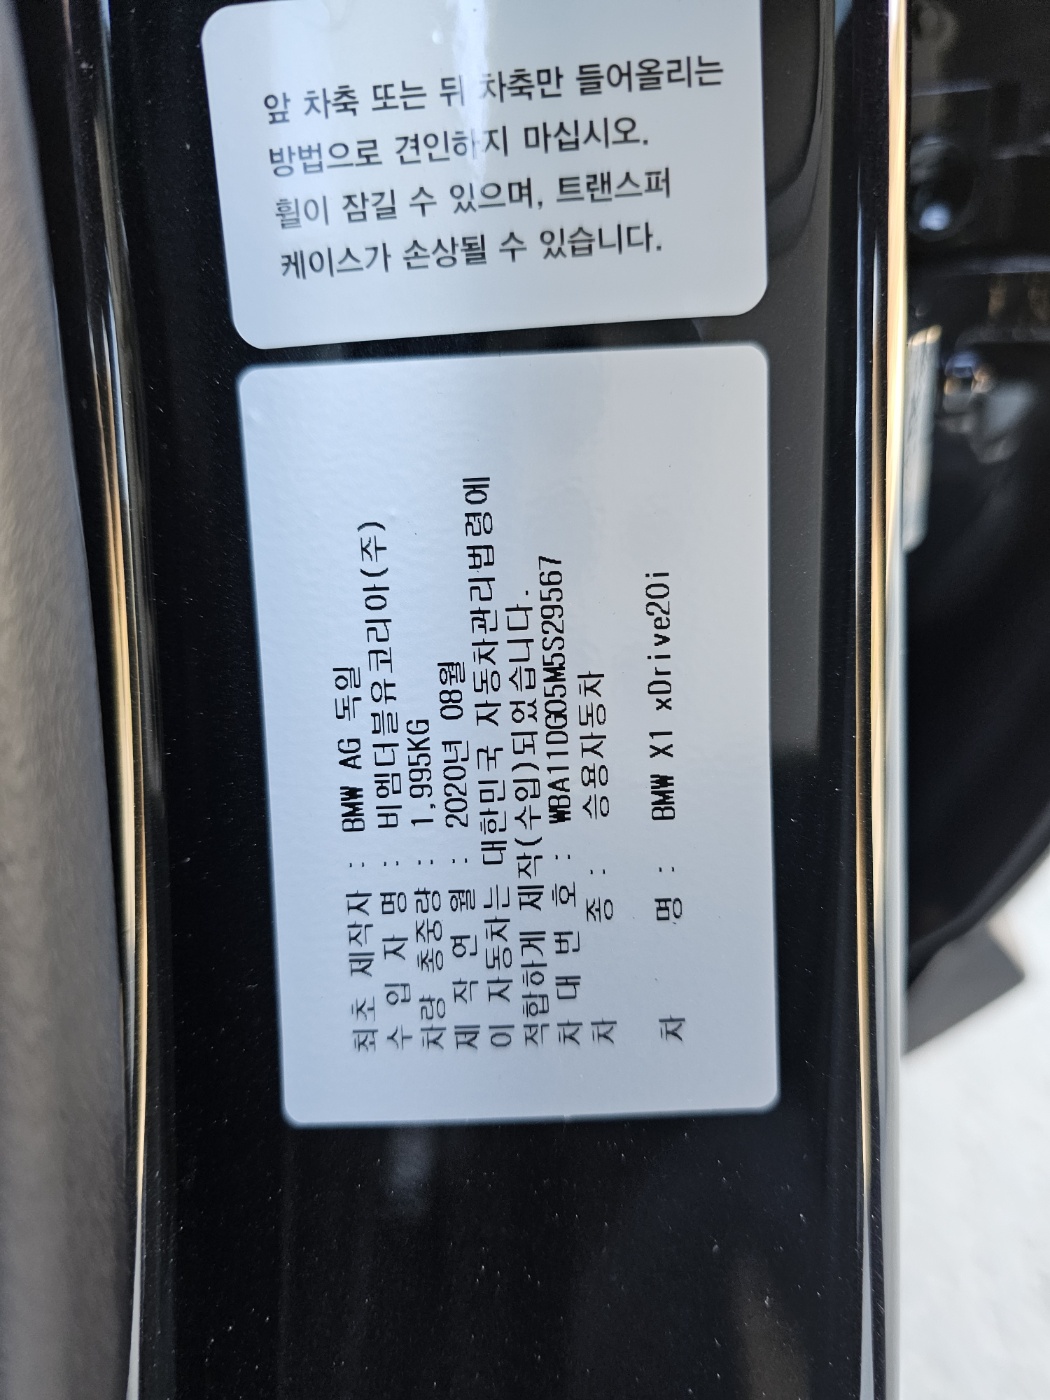 앞 차축 또는 뒤 차축만 들어올리는
방법으로 견인하지 마십시오.
휠이 잠길 수 있으며, 트랜스퍼
케이스가 손상될 수 있습니다.
최초 제작자 : BMW AG 독일
수 입 자 명 : 비엠더블유코리아(주)
차량 총중량 : 1,995KG
제 작 연 월 : 2020년 08월
이 자동차는 대한민국 자동차관리법령에
적합하게 제작(수입)되었습니다.
차 대 번 호 : WBA11DG05M5S29567
차 종 : 승용자동차
차 명 : BMW X1 xDrive20i